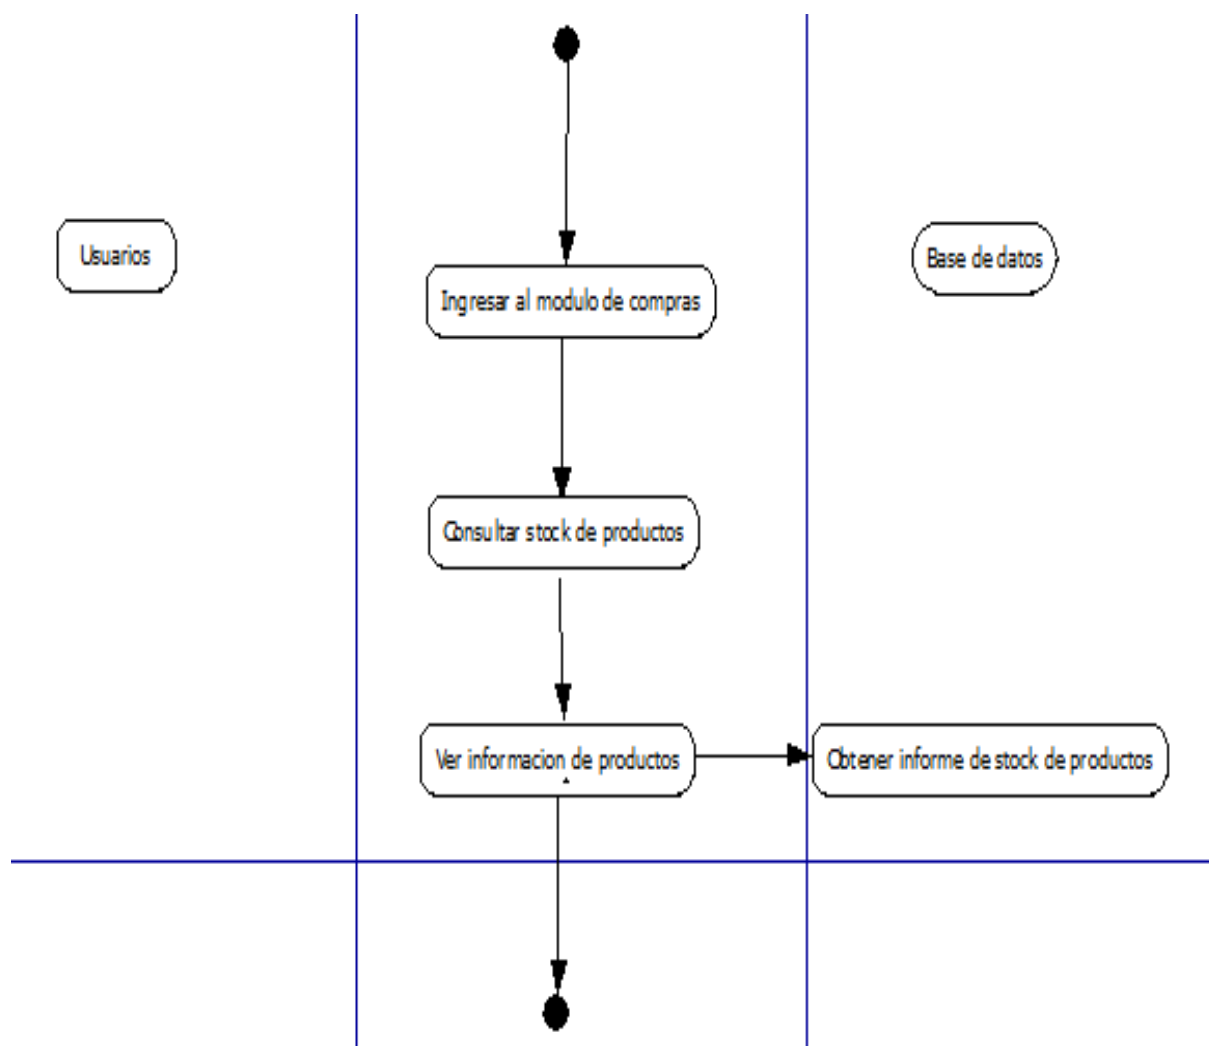 Usuarios
Base de datos
Ingresar al modulo de compras
Consultar stock de productos
Ver informacion de productos
Obtener informe de stock de productos